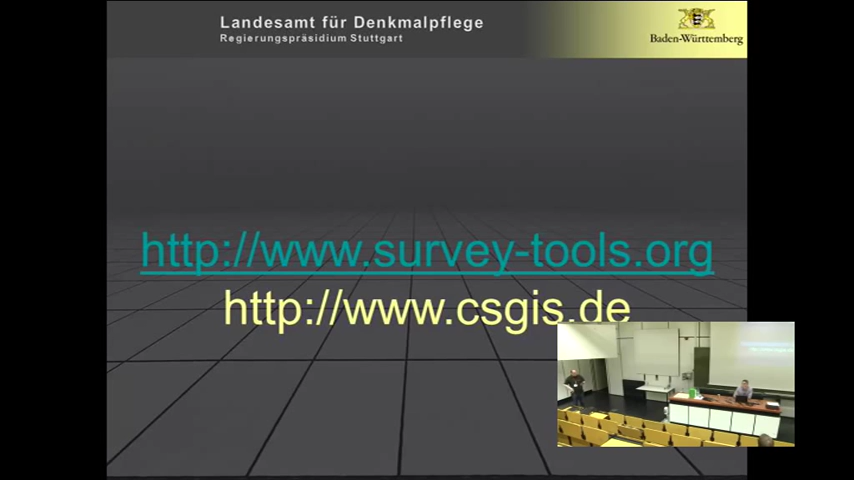 Landesamt für Denkmalpflege
Regierungspräsidium Stuttgart
Baden-Württemberg
http://www.survey-tools.org
http://www.csgis.de